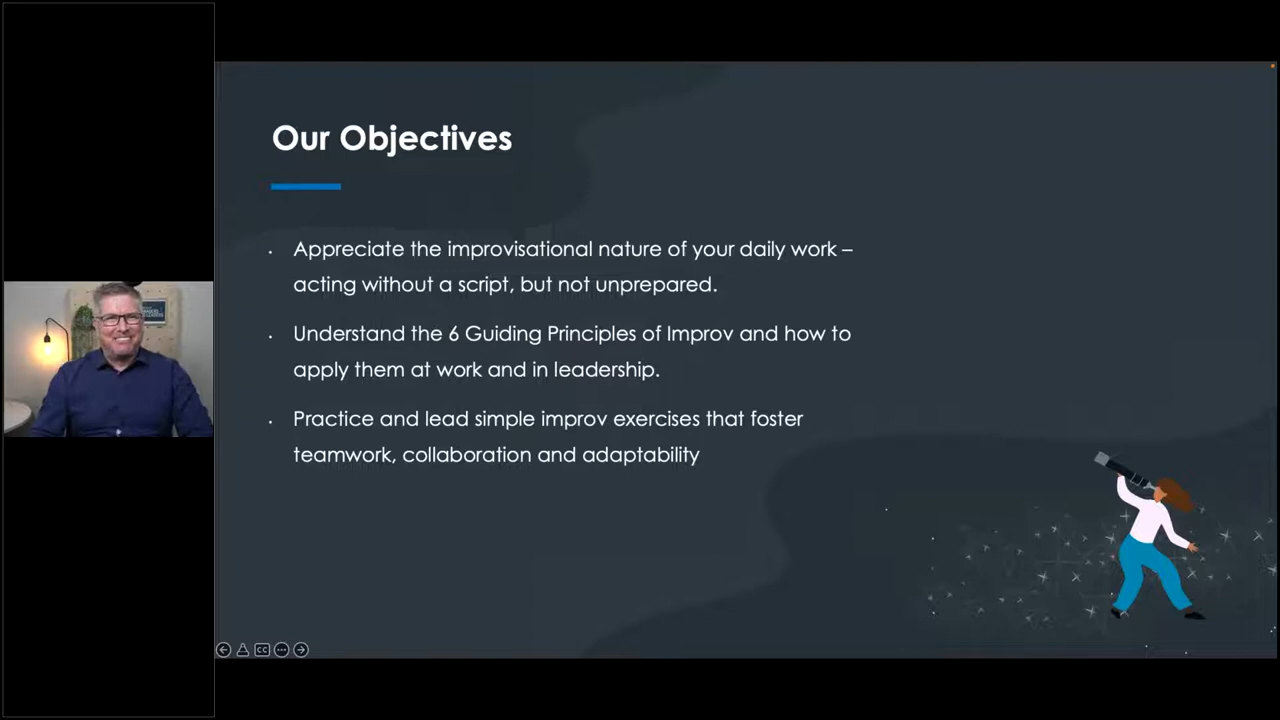 Our Objectives
Appreciate the improvisational nature of your daily work –
acting without a script, but not unprepared.
Understand the 6 Guiding Principles of Improv and how to
apply them at work and in leadership.
Practice and lead simple improv exercises that foster
teamwork, collaboration and adaptability
CC